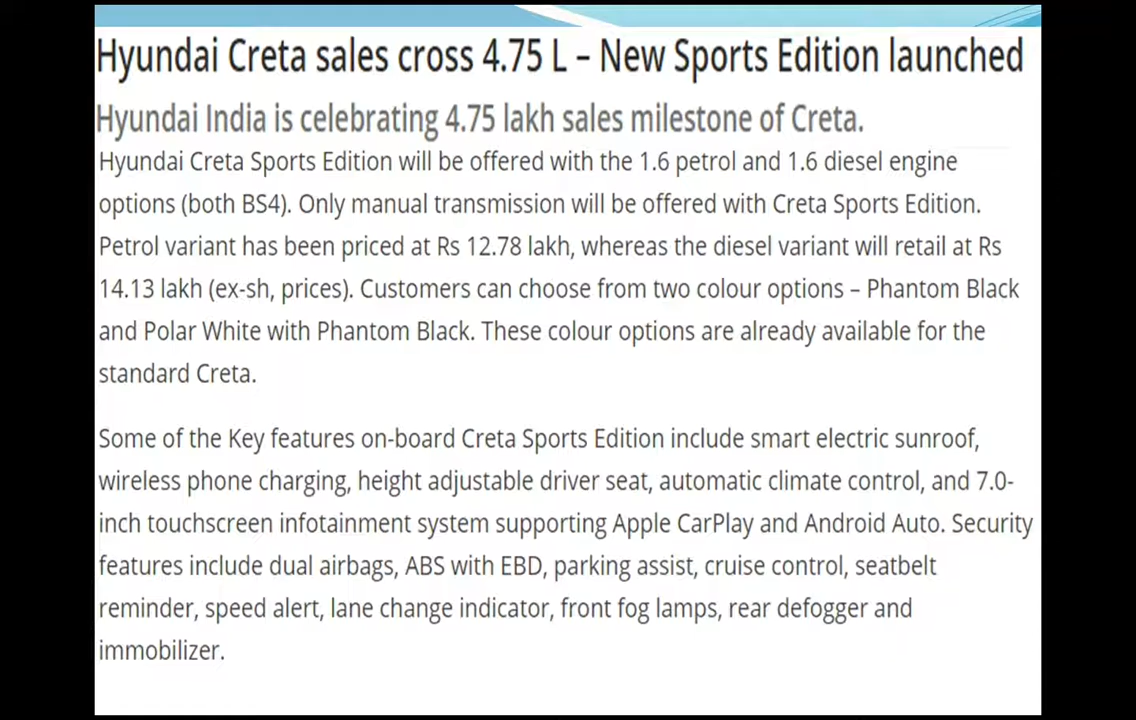 Hyundai Creta sales cross 4.75 L – New Sports Edition launched
Hyundai India is celebrating 4.75 lakh sales milestone of Creta.
Hyundai Creta Sports Edition will be offered with the 1.6 petrol and 1.6 diesel engine
options (both BS4). Only manual transmission will be offered with Creta Sports Edition.
Petrol variant has been priced at Rs 12.78 lakh, whereas the diesel variant will retail at Rs
14.13 lakh (ex-sh, prices). Customers can choose from two colour options – Phantom Black
and Polar White with Phantom Black. These colour options are already available for the
standard Creta.
Some of the Key features on-board Creta Sports Edition include smart electric sunroof,
wireless phone charging, height adjustable driver seat, automatic climate control, and 7.0-
inch touchscreen infotainment system supporting Apple CarPlay and Android Auto. Security
features include dual airbags, ABS with EBD, parking assist, cruise control, seatbelt
reminder, speed alert, lane change indicator, front fog lamps, rear defogger and
immobilizer.